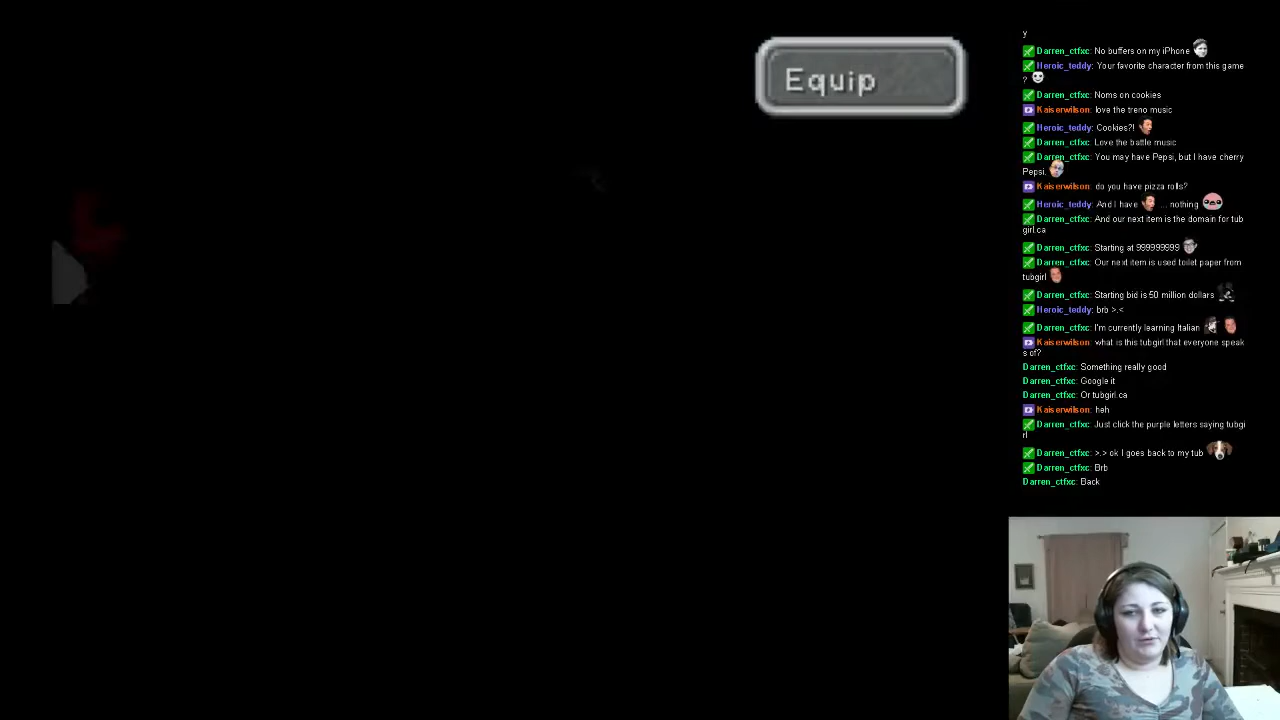 Equip
y
Darren_ctfxc: No buffers on my iPhone
Heroic_teddy: Your favorite character from this game
?
Darren_ctfxc: Noms on cookies
Kaiserwilson: love the treno music
Heroic_teddy: Cookies?!
Darren_ctfxc: Love the battle music
Darren_ctfxc: You may have Pepsi, but I have cherry
Pepsi.
Kaiserwilson: do you have pizza rolls?
Heroic_teddy: And I have ... nothing
Darren_ctfxc: And our next item is the domain for tub
girl.ca
Darren_ctfxc: Starting at 999999999
Darren_ctfxc: Our next item is used toilet paper from
tubgirl
Darren_ctfxc: Starting bid is 50 million dollars
Heroic_teddy: brb >.<
Darren_ctfxc: I'm currently learning Italian
Kaiserwilson: what is this tubgirl that everyone speak
s of?
Darren_ctfxc: Something really good
Darren_ctfxc: Google it
Darren_ctfxc: Or tubgirl.ca
Kaiserwilson: heh
Darren_ctfxc: Just click the purple letters saying tubgi
rl
Darren_ctfxc: >.> ok I goes back to my tub
Darren_ctfxc: Brb
Darren_ctfxc: Back